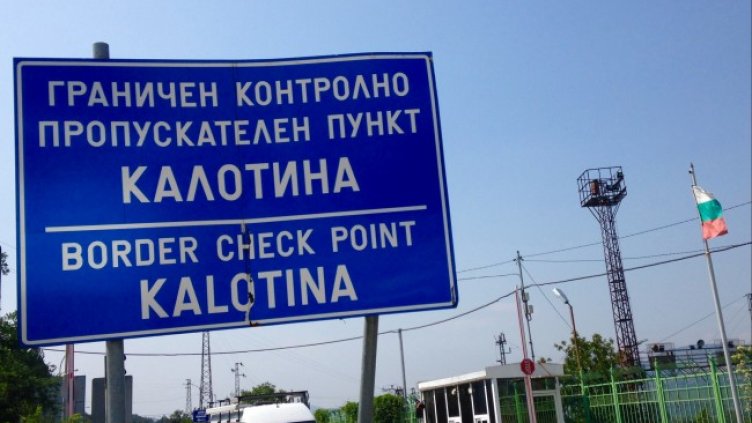 ГРАНИЧЕН КОНТРОЛНО
ПРОПУСКАТЕЛЕН ПУНКТ
КАЛОТИНА
BORDER CHECK POINT
KALOTINA